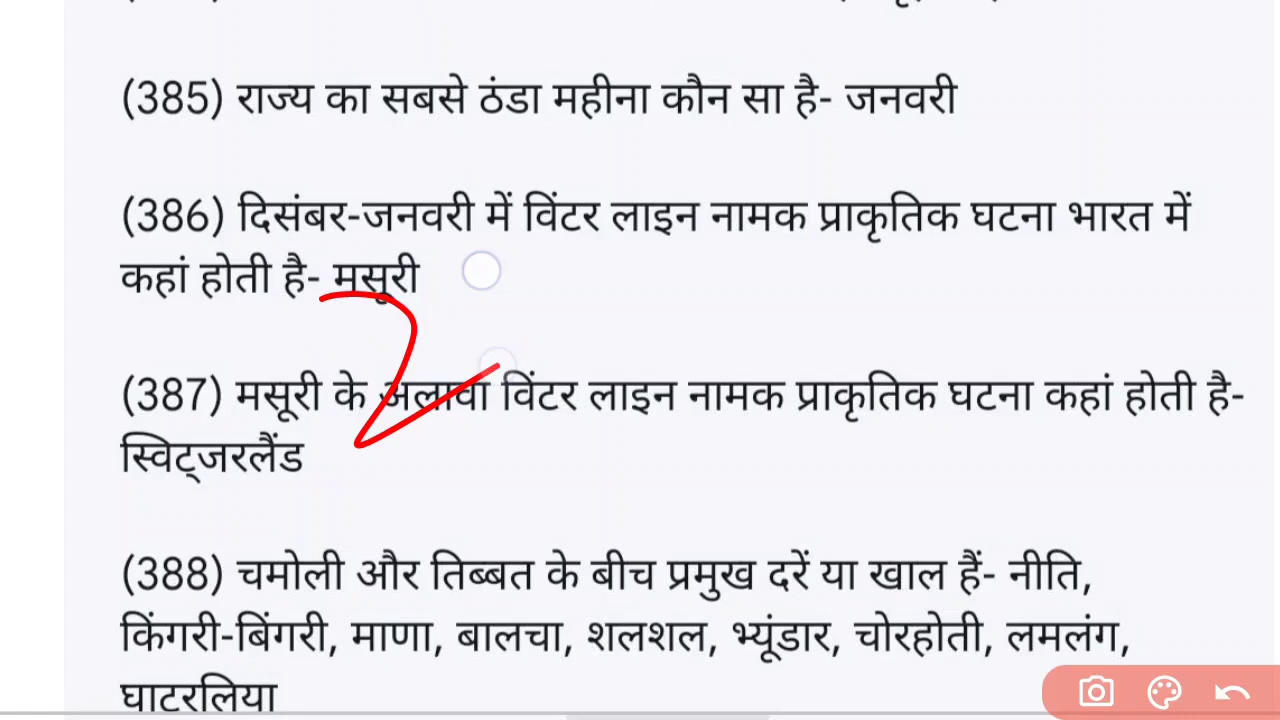 (385) राज्य का सबसे ठंडा महीना कौन सा है- जनवरी
(386) दिसंबर-जनवरी में विंटर लाइन नामक प्राकृतिक घटना भारत में
कहां होती है- मसूरी
(387) मसूरी के अलावा विंटर लाइन नामक प्राकृतिक घटना कहां होती है-
स्विट्जरलैंड
(388) चमोली और तिब्बत के बीच प्रमुख दरें या खाल हैं- नीति,
किंगरी-बिंगरी, माणा, बालचा, शलशल, भ्यूंडार, चोरहोती, लमलंग,
घाटरलिया